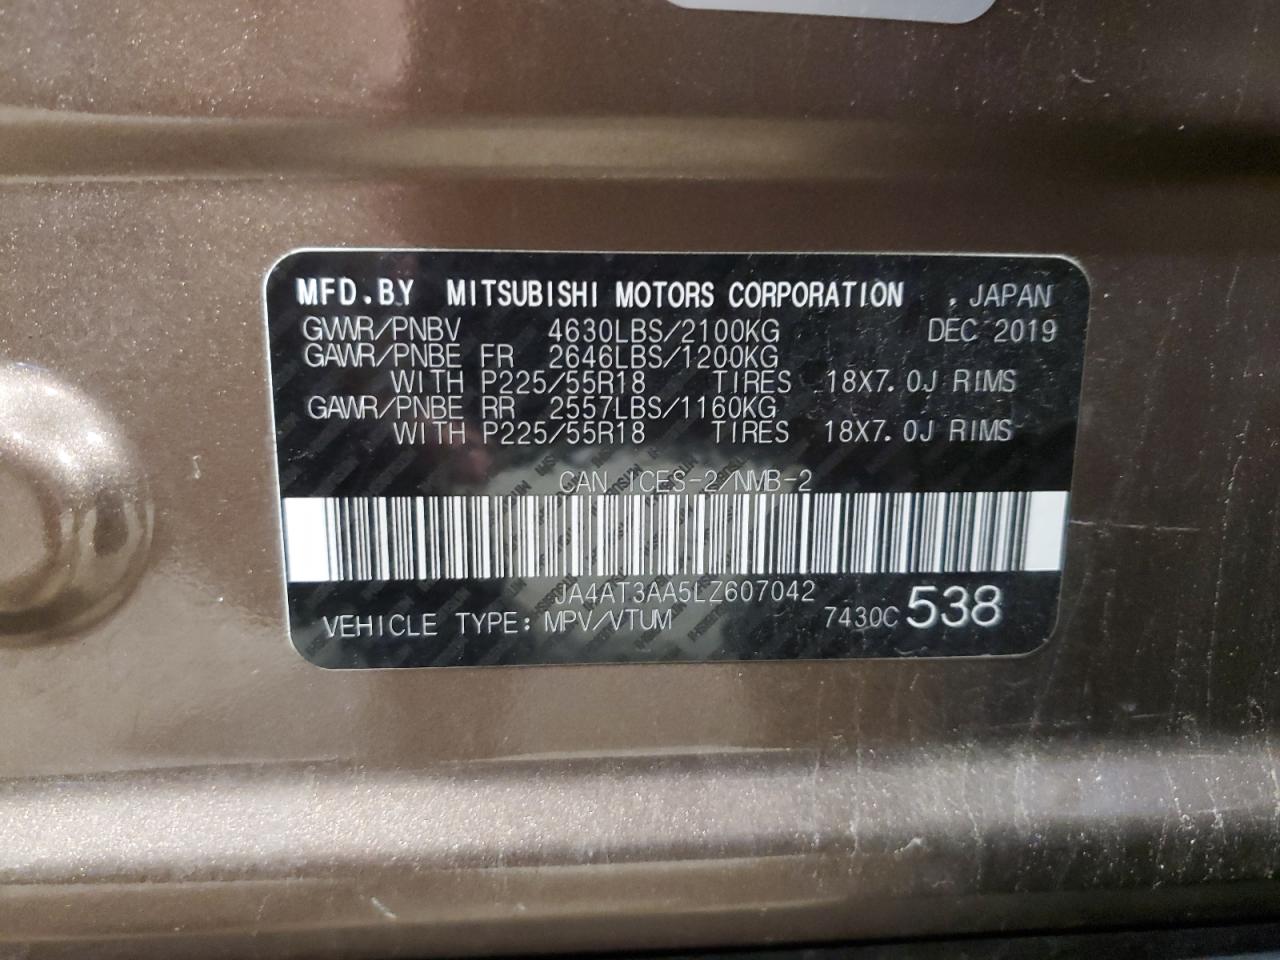 MFD.BY MITSUBISHI MOTORS CORPORATION , JAPAN
GVWR/PNBV 4630LBS/2100KG DEC 2019
GAWR/PNBE FR 2646LBS/1200KG
WITH P225/55R18 TIRES 18X7.0J RIMS
GAWR/PNBE RR 2557LBS/1160KG
WITH P225/55R18 TIRES 18X7.0J RIMS
CAN ICES-2/NMB-2
JA4AT3AA5LZ607042
VEHICLE TYPE: MPV/VTUM 7430C 538